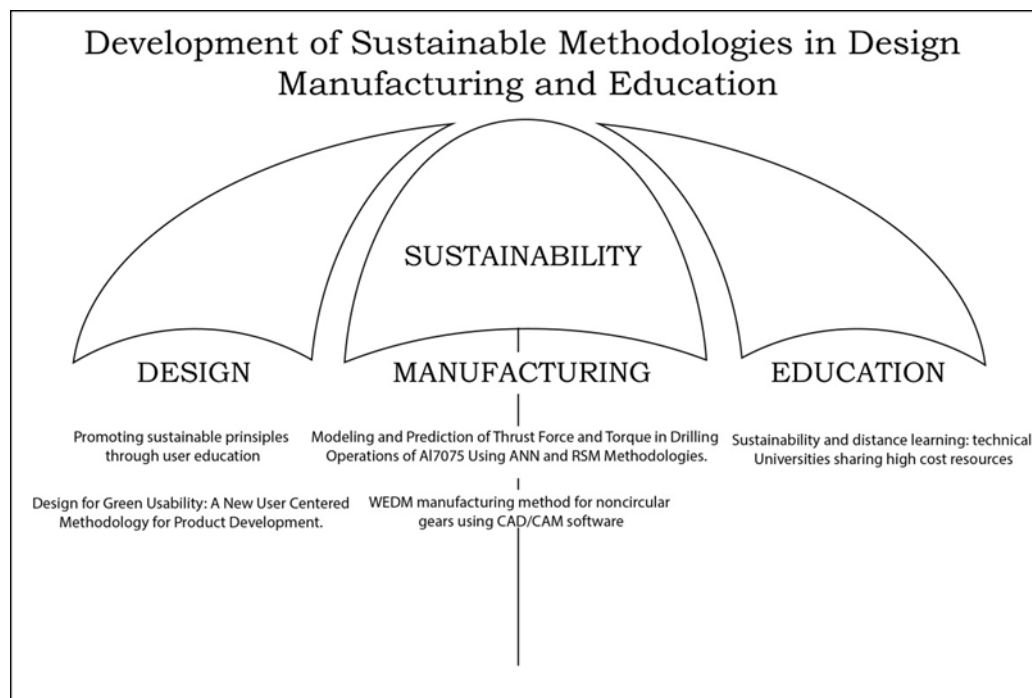 Development of Sustainable Methodologies in Design
Manufacturing and Education
SUSTAINABILITY
DESIGN
Promoting sustainable prinsiples
through user education
Design for Green Usability: A New User Centered
Methodology for Product Development.
MANUFACTURING
Modeling and Prediction of Thrust Force and Torque in Drilling
Operations of Al7075 Using ANN and RSM Methodologies.
WEDM manufacturing method for noncircular
gears using CAD/CAM software
EDUCATION
Sustainability and distance learning: technical
Universities sharing high cost resources